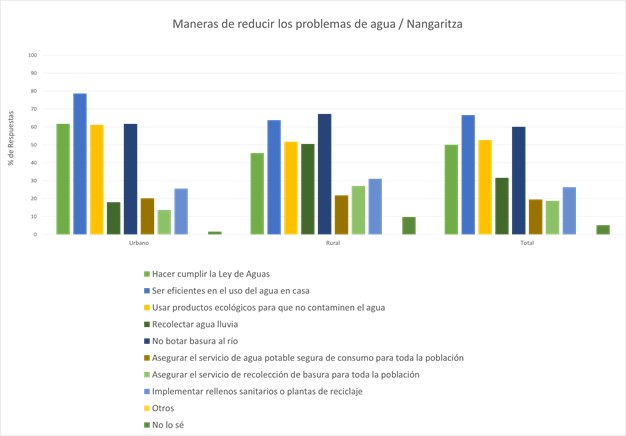 Maneras de reducir los problemas de agua / Nangaritza
% de Respuestas
100
90
80
70
60
50
40
30
20
10
0
Urbano Rural Total
Hacer cumplir la Ley de Aguas
Ser eficientes en el uso del agua en casa
Usar productos ecológicos para que no contaminen el agua
Recolectar agua lluvia
No botar basura al río
Asegurar el servicio de agua potable segura de consumo para toda la población
Asegurar el servicio de recolección de basura para toda la población
Implementar rellenos sanitarios o plantas de reciclaje
Otros
No lo sé